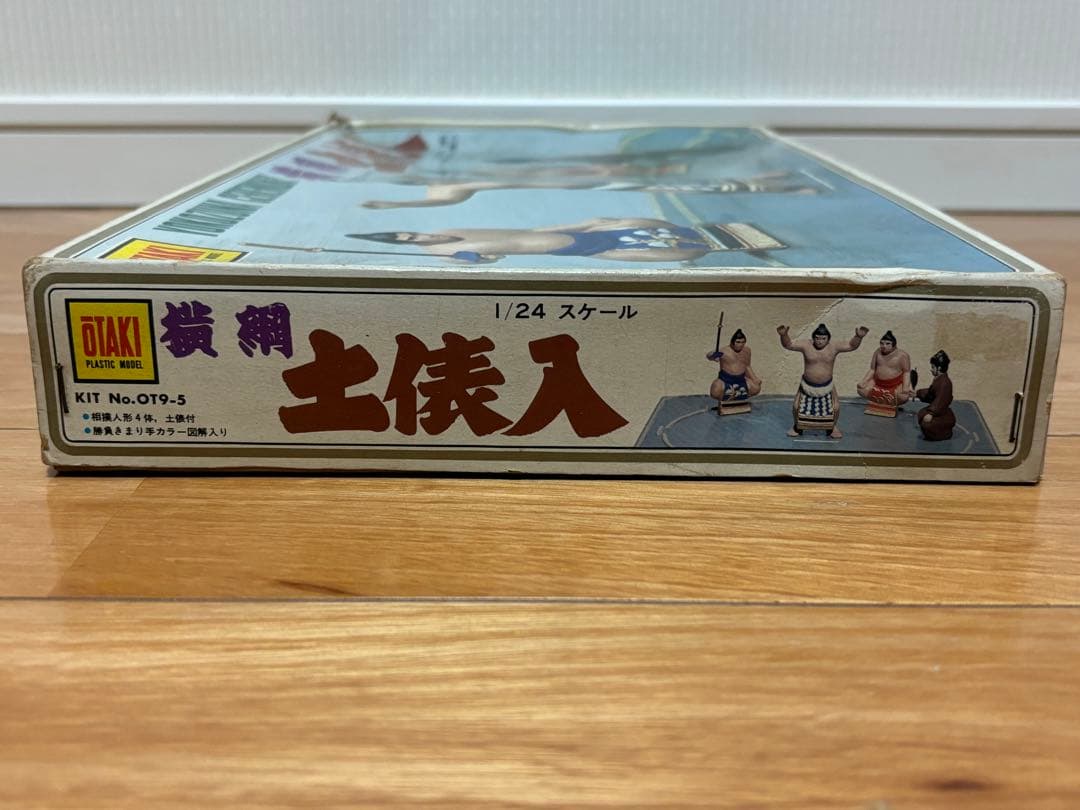 ŌTAKI
PLASTIC MODEL
横綱
土俵入
1/24 スケール
KIT No.OT9-5
●相撲人形4体，土俵付
●勝負きまり手カラー図解入り